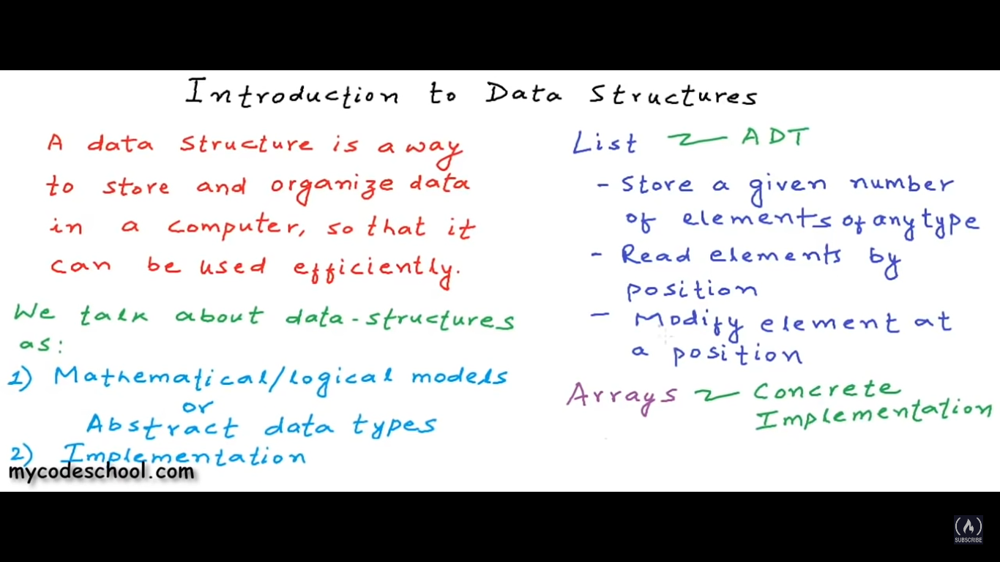 Introduction to Data Structures
A data structure is a way
to store and organize data
in a computer, so that it
can be used efficiently.
We talk about data-structures
as:
1) Mathematical/logical models
or
Abstract data types
2) Implementation
mycodeschool.com
List ADT
- Store a given number
of elements of any type
- Read elements by
position
- Modify element at
a position
Arrays Concrete
Implementation
SUBSCRIBE